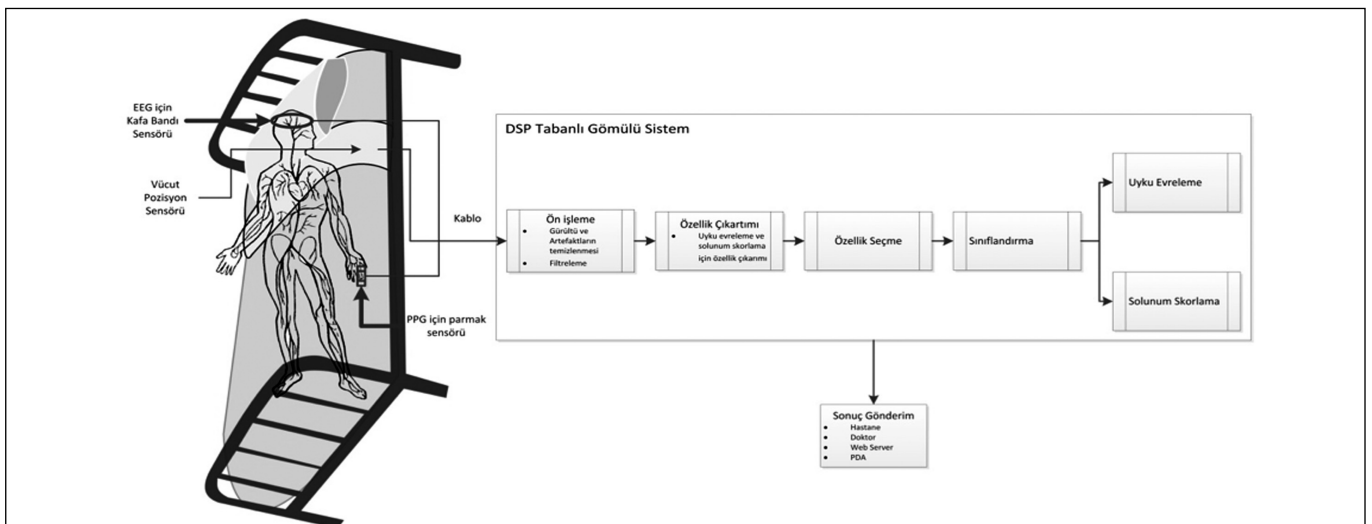 EEG için
Kafa Bandı
Sensörü
Vücut
Pozisyon
Sensörü
Kablo
PPG için parmak
sensörü
DSP Tabanlı Gömülü Sistem
Ön işleme
• Gürültü ve
Artefaktların
temizlenmesi
• Filtreleme
Özellik Çıkartımı
• Uyku evreleme ve
solunum skorlama
için özellik çıkarımı
Özellik Seçme
Sınıflandırma
Uyku Evreleme
Solunum Skorlama
Sonuç Gönderim
• Hastane
• Doktor
• Web Server
• PDA